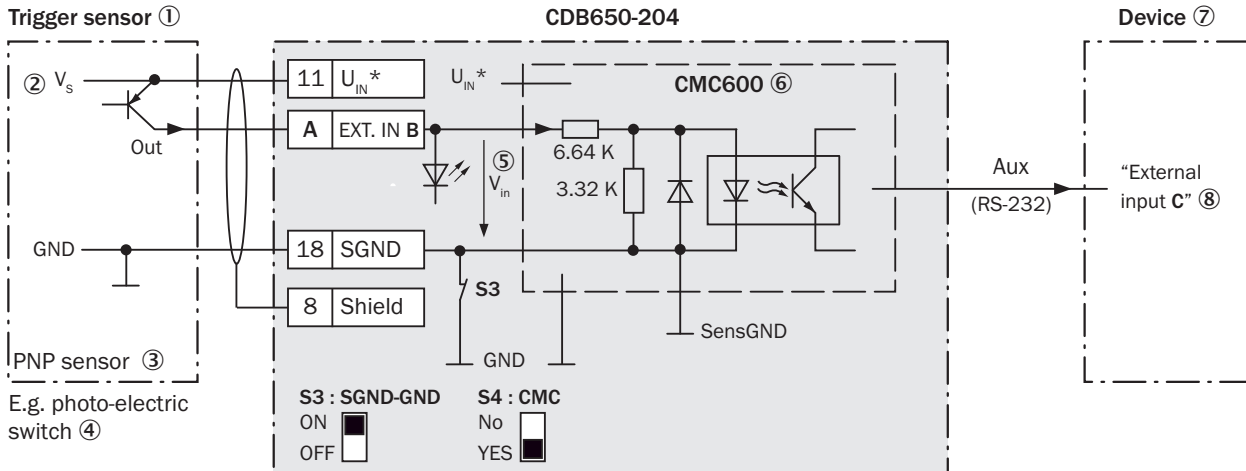 Trigger sensor ①
CDB650-204
Device ⑦
② Vs
11 UIN*
UIN*
CMC600 ⑥
A EXT. IN B
Out
6.64 K
⑤
Vin
3.32 K
Aux
(RS-232)
"External
input C" ⑧
GND
18 SGND
S3
8 Shield
SensGND
GND
PNP sensor ③
E.g. photo-electric
switch ④
S3 : SGND-GND
ON
OFF
S4 : CMC
No
YES